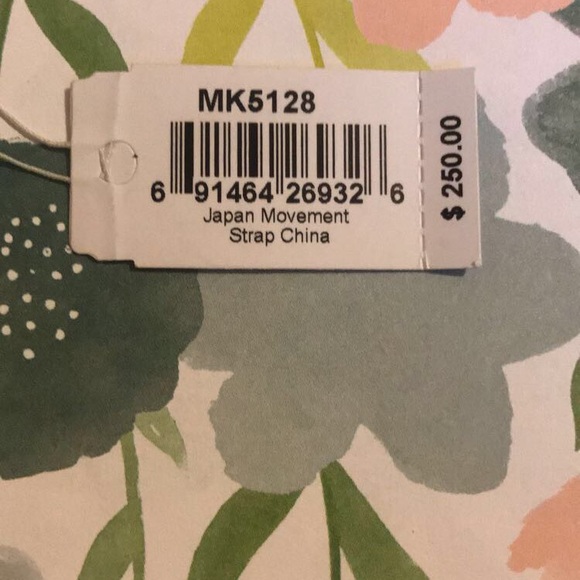 MK5128
6 91464 26932 6
Japan Movement
Strap China
$ 250.00